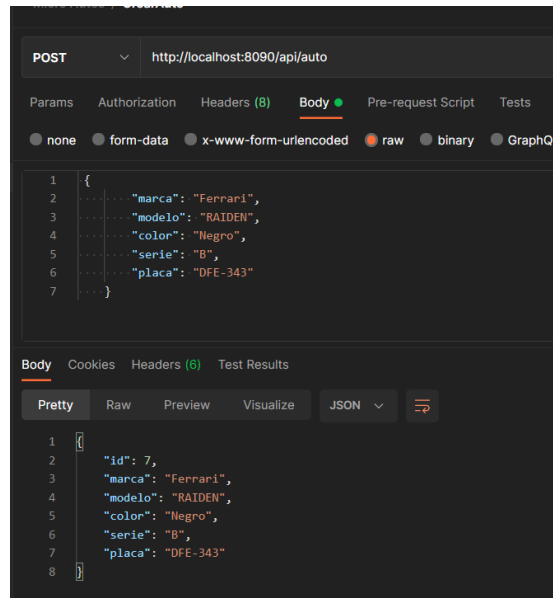 Micro Autos / CrearAuto
POST http://localhost:8090/api/auto
Params Authorization Headers (8) Body Pre-request Script Tests
none form-data x-www-form-urlencoded raw binary GraphQ
1 {
2 "marca": "Ferrari",
3 "modelo": "RAIDEN",
4 "color": "Negro",
5 "serie": "B",
6 "placa": "DFE-343"
7 }
Body Cookies Headers (6) Test Results
Pretty Raw Preview Visualize JSON
1 {
2 "id": 7,
3 "marca": "Ferrari",
4 "modelo": "RAIDEN",
5 "color": "Negro",
6 "serie": "B",
7 "placa": "DFE-343"
8 }